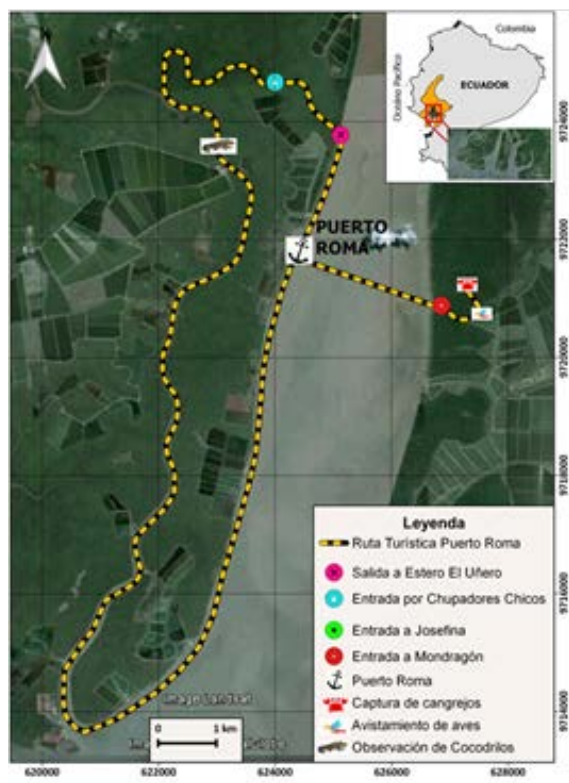 Colombia
Océano Pacífico
ECUADOR
PUERTO
ROMA
9724000
9722000
9720000
9718000
9716000
9714000
Leyenda
Ruta Turística Puerto Roma
Salida a Estero El Uñero
Entrada por Chupadores Chicos
Entrada a Josefina
Entrada a Mondragón
Puerto Roma
Captura de cangrejos
Avistamiento de aves
Observación de Cocodrilos
Image Landsat
0 1 km
620000 622000 624000 626000 628000